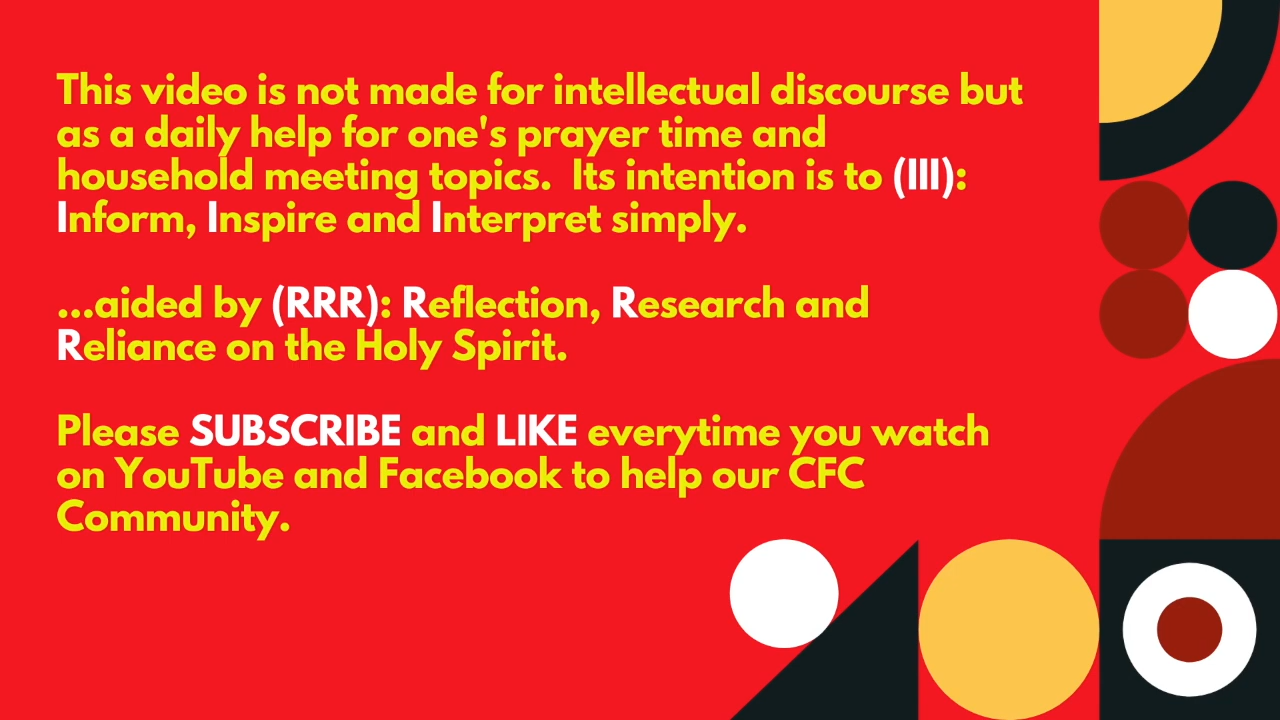 This video is not made for intellectual discourse but
as a daily help for one's prayer time and
household meeting topics.  Its intention is to (III):
Inform, Inspire and Interpret simply.
...aided by (RRR): Reflection, Research and
Reliance on the Holy Spirit.
Please SUBSCRIBE and LIKE everytime you watch
on YouTube and Facebook to help our CFC
Community.